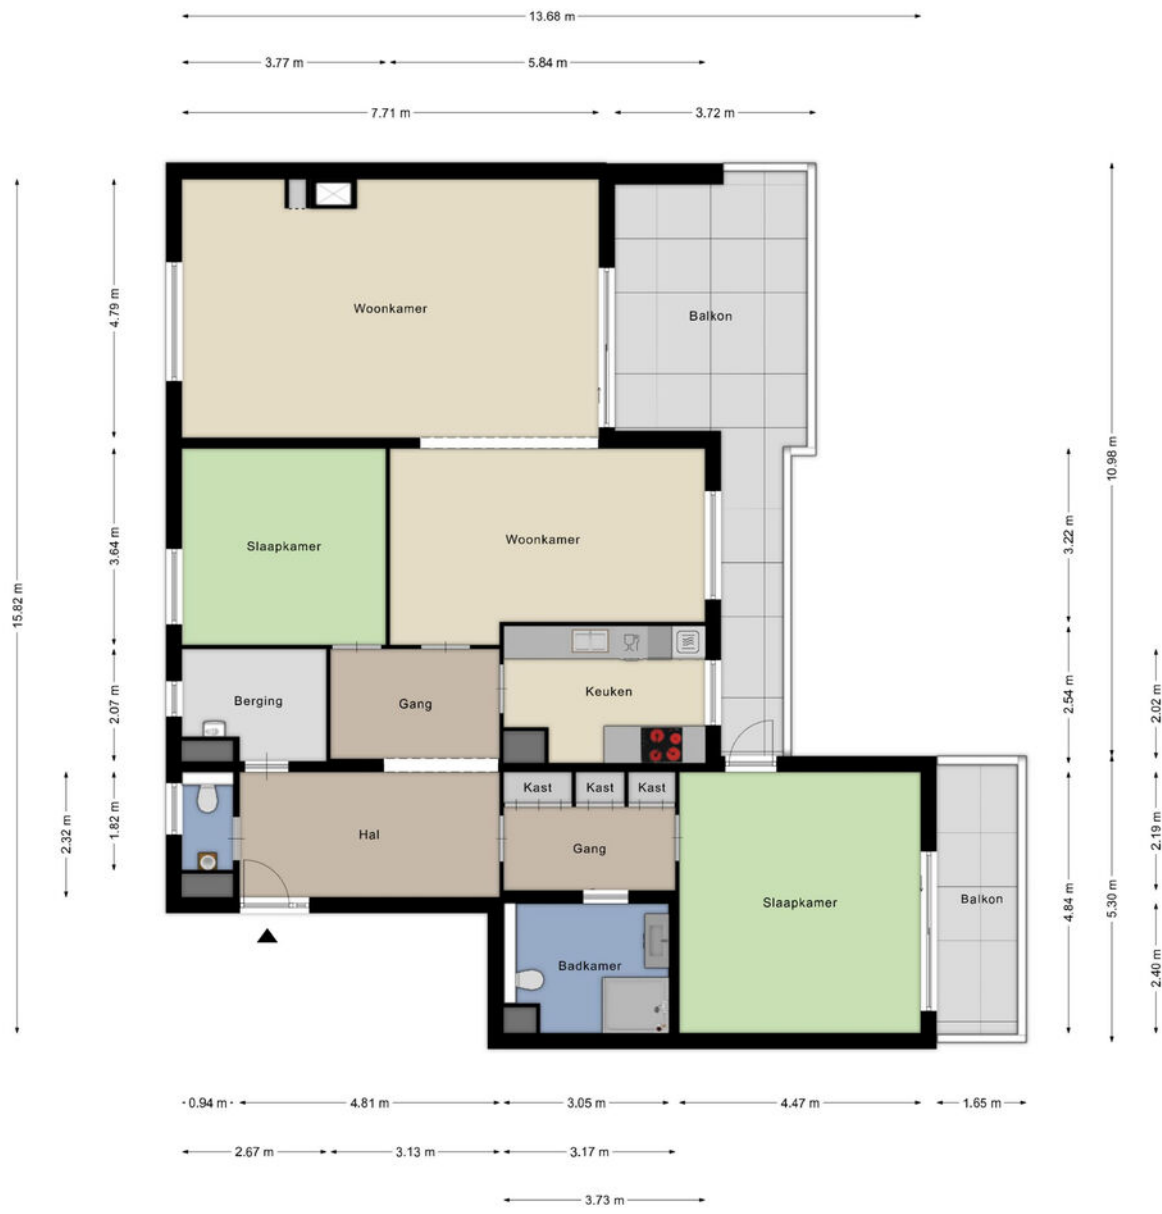 13.68 m
3.77 m
5.84 m
7.71 m
3.72 m
4.79 m
Woonkamer
Balkon
10.98 m
3.64 m
Slaapkamer
Woonkamer
3.22 m
15.82 m
2.07 m
Berging
Gang
Keuken
2.54 m
2.02 m
2.32 m
1.82 m
Hal
Kast
Kast
Kast
Gang
Slaapkamer
Balkon
2.19 m
4.84 m
5.30 m
Badkamer
2.40 m
0.94 m
4.81 m
3.05 m
4.47 m
1.65 m
2.67 m
3.13 m
3.17 m
3.73 m